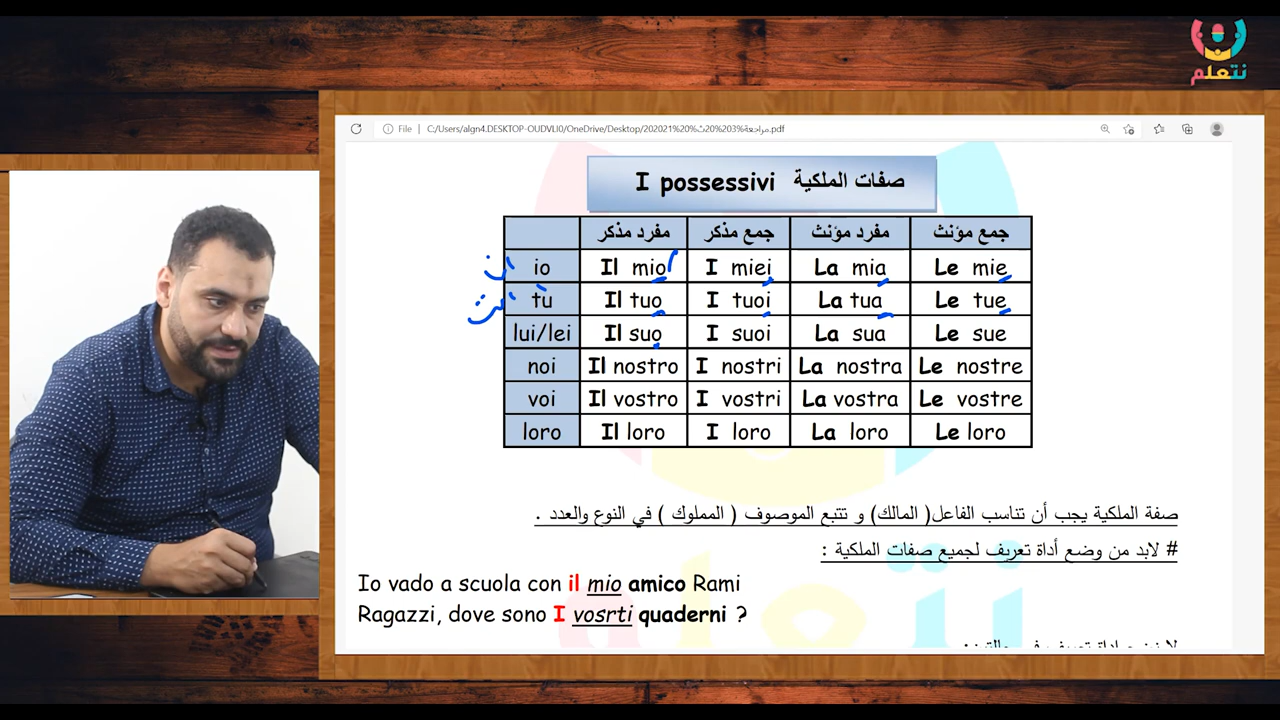 نتعلم
File C:/Users/algn4.DESKTOP-OUDVLI0/OneDrive/Desktop/202021%20%ث20%203%مراجعة.pdf
I possessivi صفات الملكية
مفرد مذكر جمع مذكر مفرد مؤنث جمع مؤنث
io Il mio I miei La mia Le mie
tu Il tuo I tuoi La tua Le tue
lui/lei Il suo I suoi La sua Le sue
noi Il nostro I nostri La nostra Le nostre
voi Il vostro I vostri La vostra Le vostre
loro Il loro I loro La loro Le loro
صفة الملكية يجب أن تناسب الفاعل( المالك) و تتبع الموصوف ( المملوك ) في النوع والعدد .
# لابد من وضع أداة تعريف لجميع صفات الملكية :
Io vado a scuola con il mio amico Rami
Ragazzi, dove sono I vosrti quaderni ?